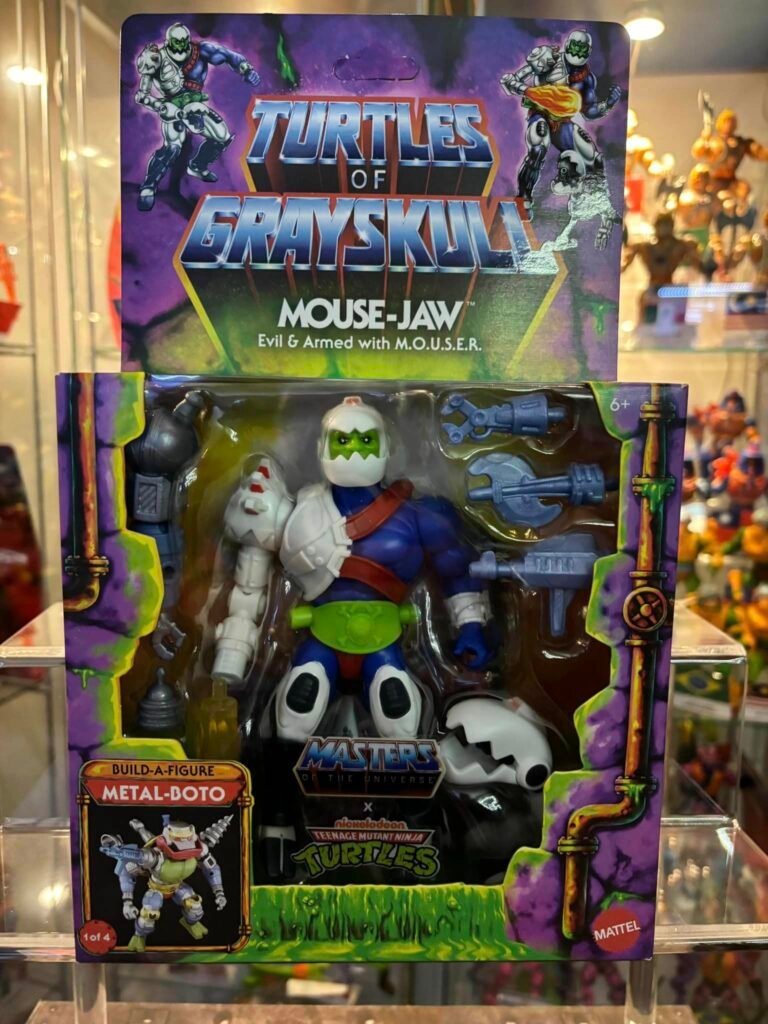 TURTLES
OF
GRAYSKULL
MOUSE-JAW™
Evil & Armed with M.O.U.S.E.R.
6+
MASTERS
OF THE UNIVERSE
X
nickelodeon
TEENAGE MUTANT NINJA
TURTLES
BUILD-A-FIGURE
METAL-BOTO
1 of 4
MATTEL